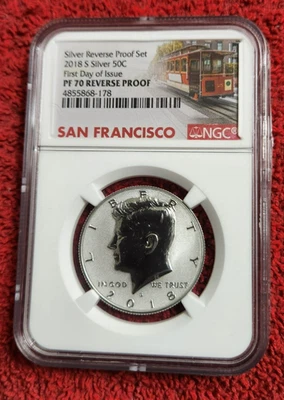 Silver Reverse Proof Set
2018 S Silver 50C
First Day of Issue
PF 70 REVERSE PROOF
4855868-178
SAN FRANCISCO
NGC
LIBERTY
IN GOD WE TRUST
S
2018